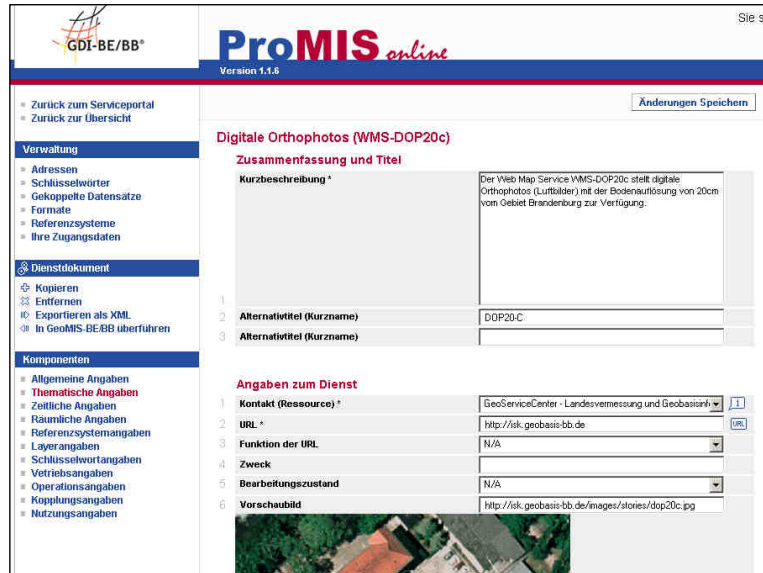 GDI-BE/BB®
ProMIS online
Sie s
Version 1.1.6
Zurück zum Serviceportal
Zurück zur Übersicht
Änderungen Speichern
Verwaltung
Adressen
Schlüsselwörter
Gekoppelte Datensätze
Formate
Referenzsysteme
Ihre Zugangsdaten
Dienstdokument
Kopieren
Entfernen
Exportieren als XML
In GeoMIS-BE/BB überführen
Komponenten
Allgemeine Angaben
Thematische Angaben
Zeitliche Angaben
Räumliche Angaben
Referenzsystemangaben
Layerangaben
Schlüsselwortangaben
Vetriebsangaben
Operationsangaben
Kopplungsangaben
Nutzungsangaben
Digitale Orthophotos (WMS-DOP20c)
Zusammenfassung und Titel
1 Kurzbeschreibung *
Der Web Map Service WMS-DOP20c stellt digitale
Orthophotos (Luftbilder) mit der Bodenauflösung von 20cm
vom Gebiet Brandenburg zur Verfügung.
2 Alternativtitel (Kurzname) DOP20-C
3 Alternativtitel (Kurzname)
Angaben zum Dienst
1 Kontakt (Ressource) * GeoServiceCenter - Landesvermessung und Geobasisinf
2 URL * http://isk.geobasis-bb.de URL
3 Funktion der URL N/A
4 Zweck
5 Bearbeitungszustand N/A
6 Vorschaubild http://isk.geobasis-bb.de/images/stories/dop20c.jpg